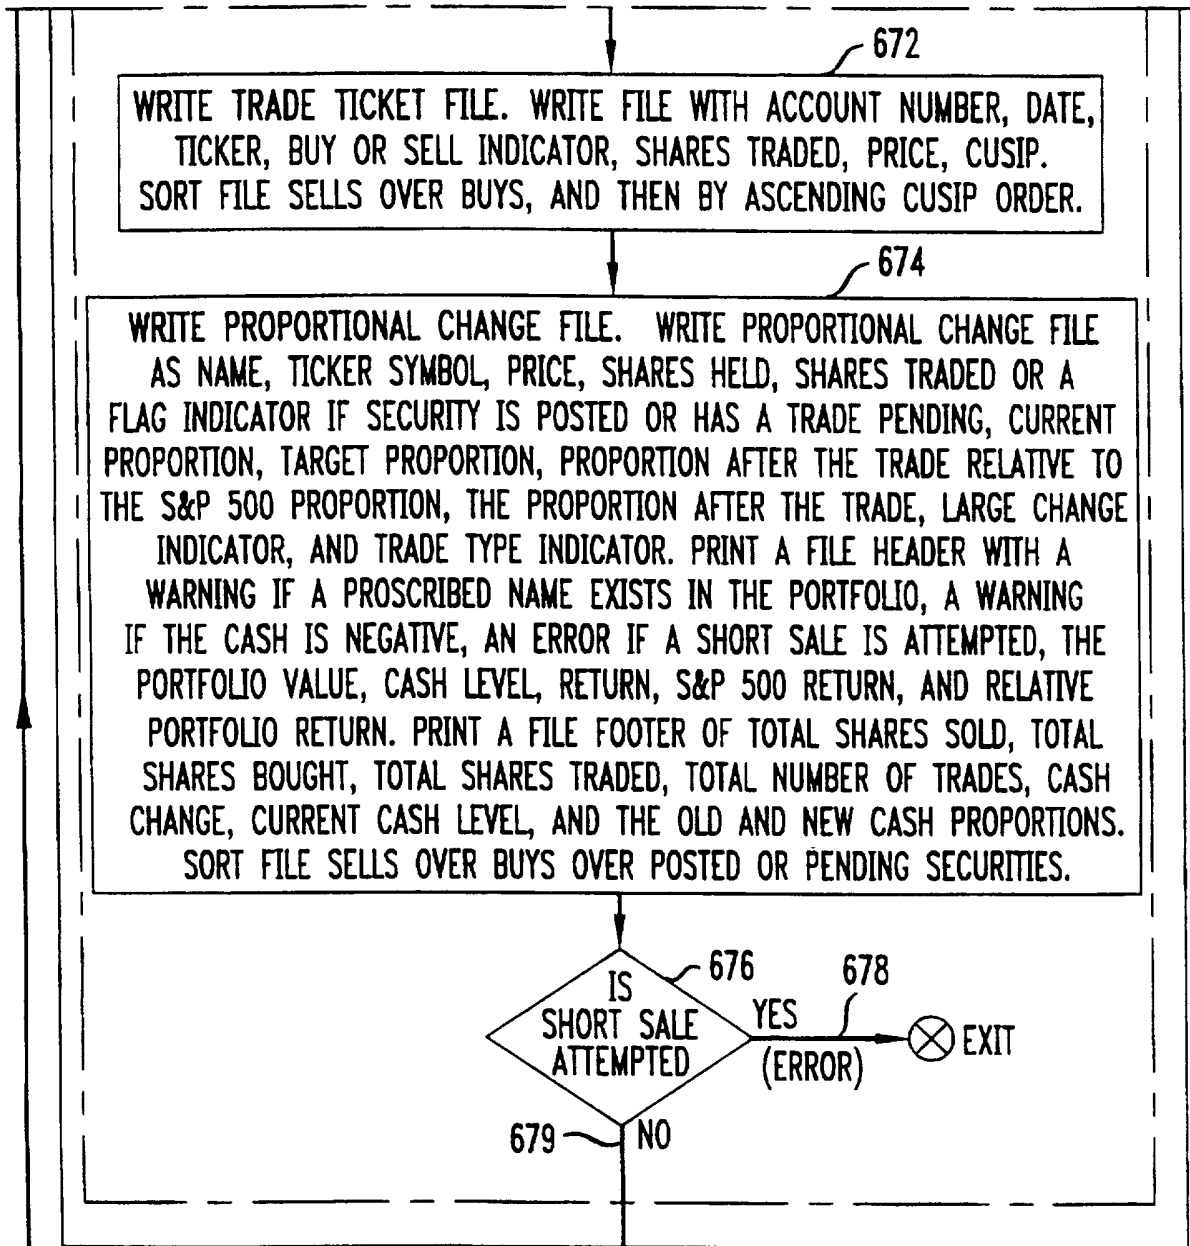 672
WRITE TRADE TICKET FILE. WRITE FILE WITH ACCOUNT NUMBER, DATE,
TICKER, BUY OR SELL INDICATOR, SHARES TRADED, PRICE, CUSIP.
SORT FILE SELLS OVER BUYS, AND THEN BY ASCENDING CUSIP ORDER.
674
WRITE PROPORTIONAL CHANGE FILE. WRITE PROPORTIONAL CHANGE FILE
AS NAME, TICKER SYMBOL, PRICE, SHARES HELD, SHARES TRADED OR A
FLAG INDICATOR IF SECURITY IS POSTED OR HAS A TRADE PENDING, CURRENT
PROPORTION, TARGET PROPORTION, PROPORTION AFTER THE TRADE RELATIVE TO
THE S&P 500 PROPORTION, THE PROPORTION AFTER THE TRADE, LARGE CHANGE
INDICATOR, AND TRADE TYPE INDICATOR. PRINT A FILE HEADER WITH A
WARNING IF A PROSCRIBED NAME EXISTS IN THE PORTFOLIO, A WARNING
IF THE CASH IS NEGATIVE, AN ERROR IF A SHORT SALE IS ATTEMPTED, THE
PORTFOLIO VALUE, CASH LEVEL, RETURN, S&P 500 RETURN, AND RELATIVE
PORTFOLIO RETURN. PRINT A FILE FOOTER OF TOTAL SHARES SOLD, TOTAL
SHARES BOUGHT, TOTAL SHARES TRADED, TOTAL NUMBER OF TRADES, CASH
CHANGE, CURRENT CASH LEVEL, AND THE OLD AND NEW CASH PROPORTIONS.
SORT FILE SELLS OVER BUYS OVER POSTED OR PENDING SECURITIES.
676
IS
SHORT SALE
ATTEMPTED
YES
(ERROR)
678
EXIT
679
NO